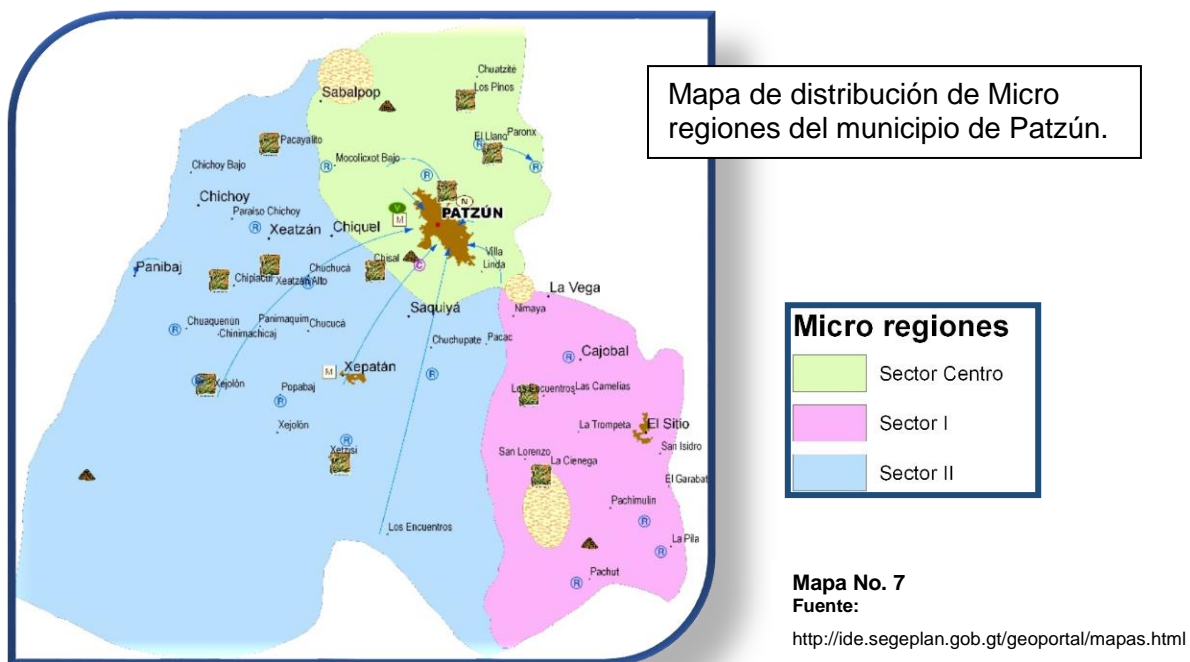 Mapa de distribución de Micro
regiones del municipio de Patzún.
Chuatzité
Los Pinos
Sabalpop
El Llano
Paronx
Pacayalito
Mocolicxot Bajo
R
R
R
R
Chichoy Bajo
Chichoy
Paraiso Chichoy
R
Xeatzán
Chiquel
V
M
N
PATZÚN
Villa
Linda
Chisal
C
Panibaj
Chipiacul
Xeatzán Alto
Chuchucá
R
La Vega
Saquiyá
Nimaya
Chuaquenún
R
Chinimachicaj
Panimaquim
Chucucá
Chuchupate
Pacac
R
Cajobal
Xepatán
M
R
R
Xejolón
Popabaj
R
Los Encuentros
Las Camelias
Xejolón
R
Xetzisi
La Trompeta
El Sitio
San Isidro
San Lorenzo
La Cienega
El Garabat
Pachimulin
R
Los Encuentros
La Pila
R
Pachut
R
Micro regiones
Sector Centro
Sector I
Sector II
Mapa No. 7
Fuente:
http://ide.segeplan.gob.gt/geoportal/mapas.html